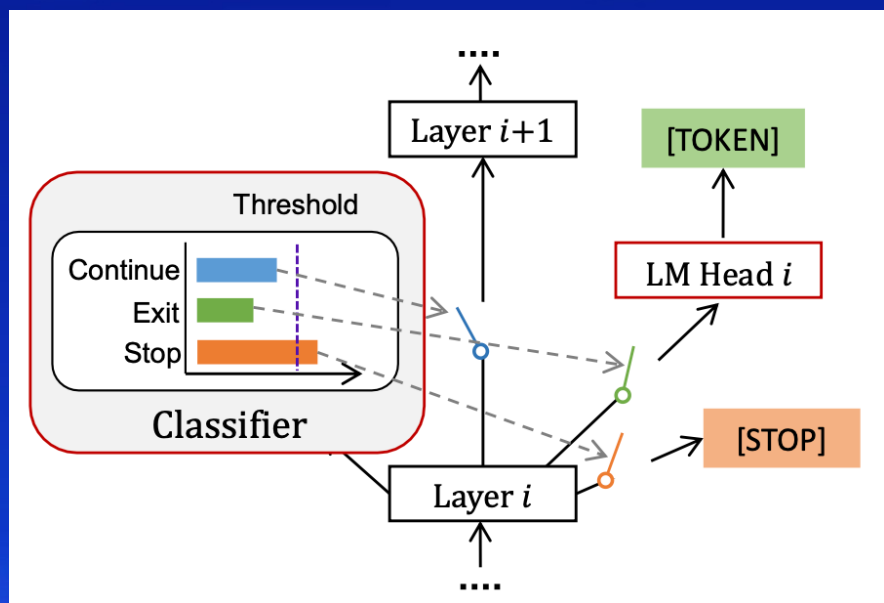 ....
Layer i+1
[TOKEN]
Threshold
Continue
Exit
Stop
Classifier
LM Head i
[STOP]
Layer i
....